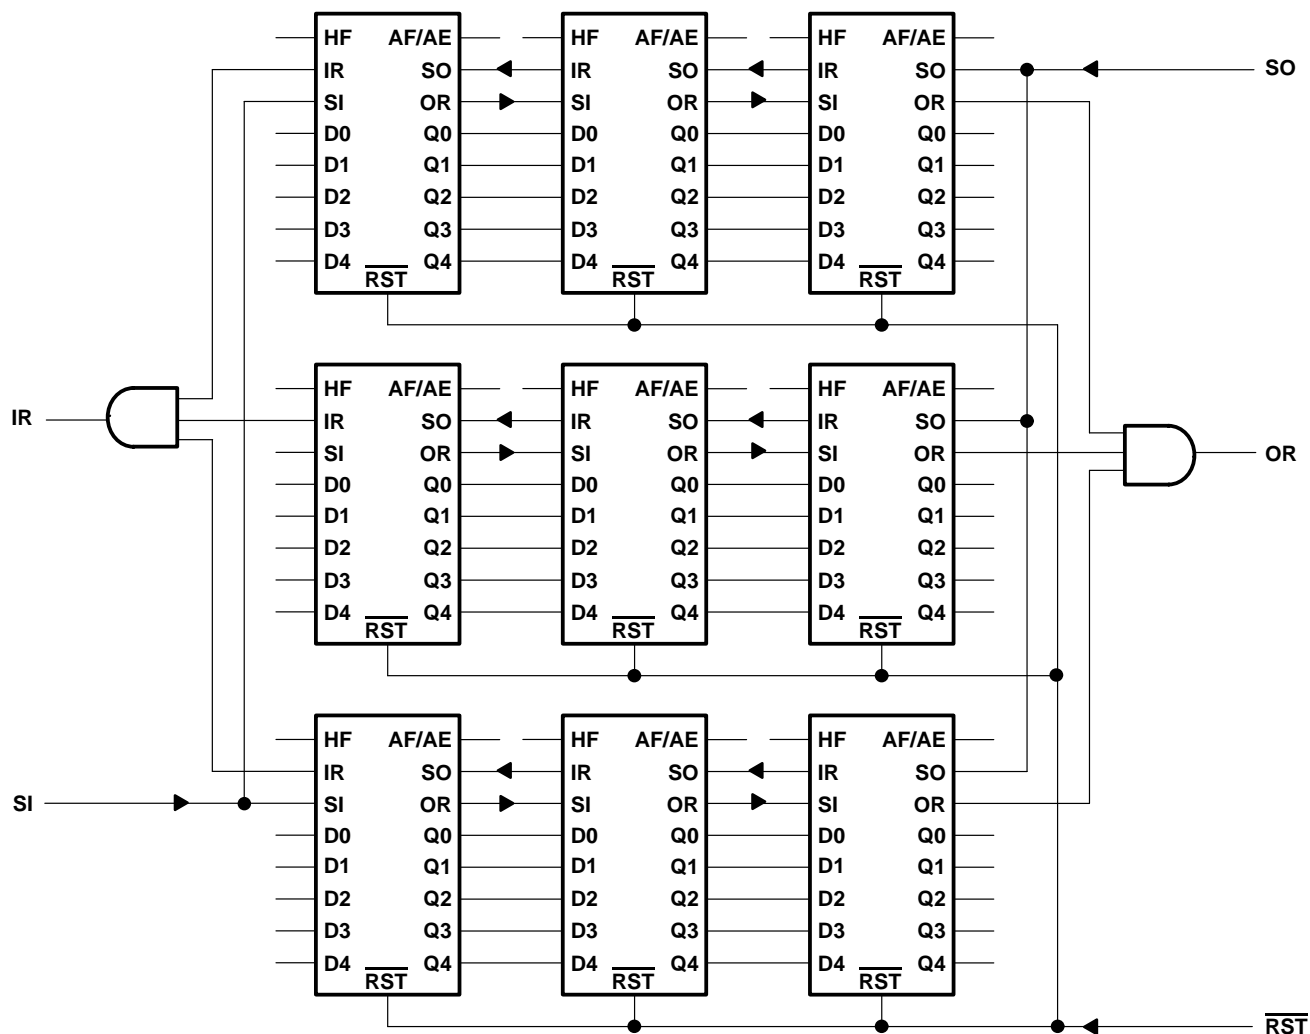 HF AF/AE HF AF/AE HF AF/AE
IR SO IR SO IR SO SO
SI OR SI OR SI OR
D0 Q0 D0 Q0 D0 Q0
D1 Q1 D1 Q1 D1 Q1
D2 Q2 D2 Q2 D2 Q2
D3 Q3 D3 Q3 D3 Q3
D4 Q4 D4 Q4 D4 Q4
RST RST RST
HF AF/AE HF AF/AE HF AF/AE
IR IR SO IR SO IR SO
SI OR SI OR SI OR OR
D0 Q0 D0 Q0 D0 Q0
D1 Q1 D1 Q1 D1 Q1
D2 Q2 D2 Q2 D2 Q2
D3 Q3 D3 Q3 D3 Q3
D4 Q4 D4 Q4 D4 Q4
RST RST RST
HF AF/AE HF AF/AE HF AF/AE
IR SO IR SO IR SO
SI SI OR SI OR SI OR
D0 Q0 D0 Q0 D0 Q0
D1 Q1 D1 Q1 D1 Q1
D2 Q2 D2 Q2 D2 Q2
D3 Q3 D3 Q3 D3 Q3
D4 Q4 D4 Q4 D4 Q4
RST RST RST
RST